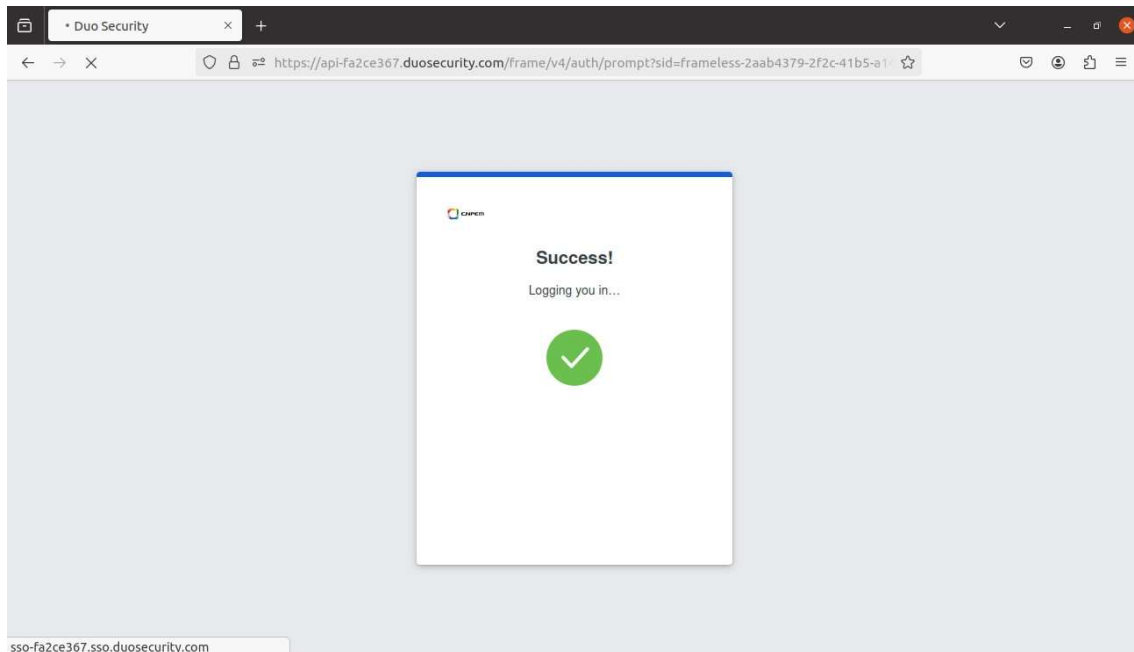 Duo Security
https://api-fa2ce367.duosecurity.com/frame/v4/auth/prompt?sid=frameless-2aab4379-2f2c-41b5-a1
CNPEM
Success!
Logging you in...
sso-fa2ce367.sso.duosecurity.com